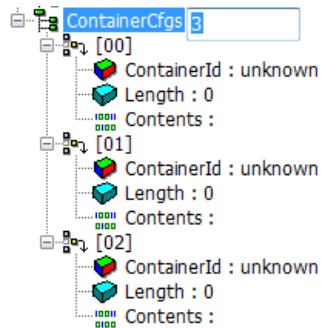 ContainerCfgs 3
[00]
ContainerId : unknown
Length : 0
Contents :
[01]
ContainerId : unknown
Length : 0
Contents :
[02]
ContainerId : unknown
Length : 0
Contents :